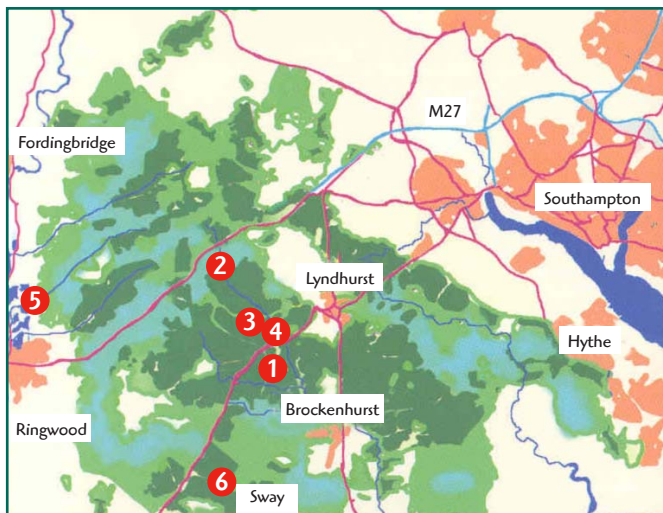 M27
Fordingbridge
Southampton
2
Lyndhurst
5
3
4
Hythe
1
Brockenhurst
Ringwood
6
Sway